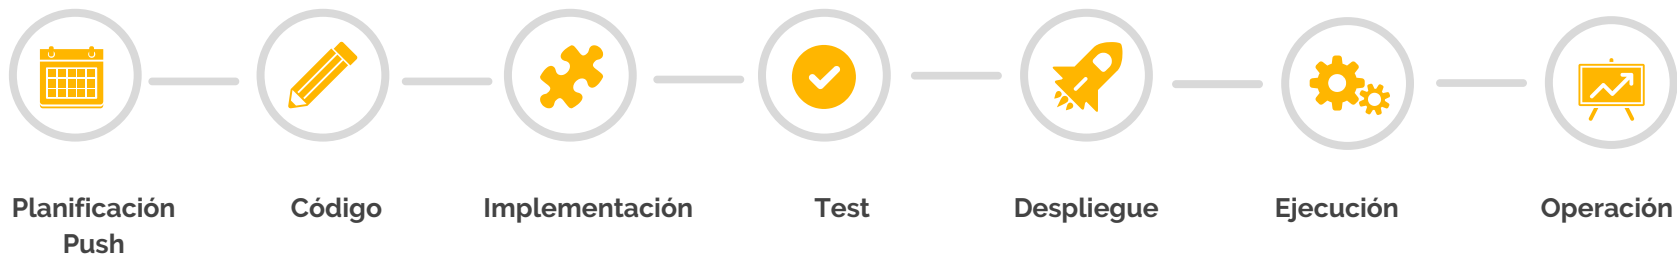 Planificación
Push
Código
Implementación
Test
Despliegue
Ejecución
Operación